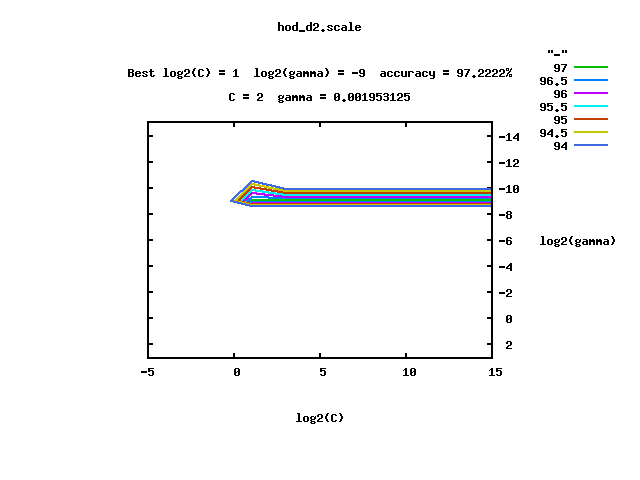 hod_d2.scale
"_"
Best log2(C) = 1  log2(gamma) = -9  accuracy = 97.2222%
97
96.5
96
95.5
95
94.5
94
C = 2  gamma = 0.001953125
-14
-12
-10
-8
-6
-4
-2
0
2
log2(gamma)
-5 0 5 10 15
log2(C)